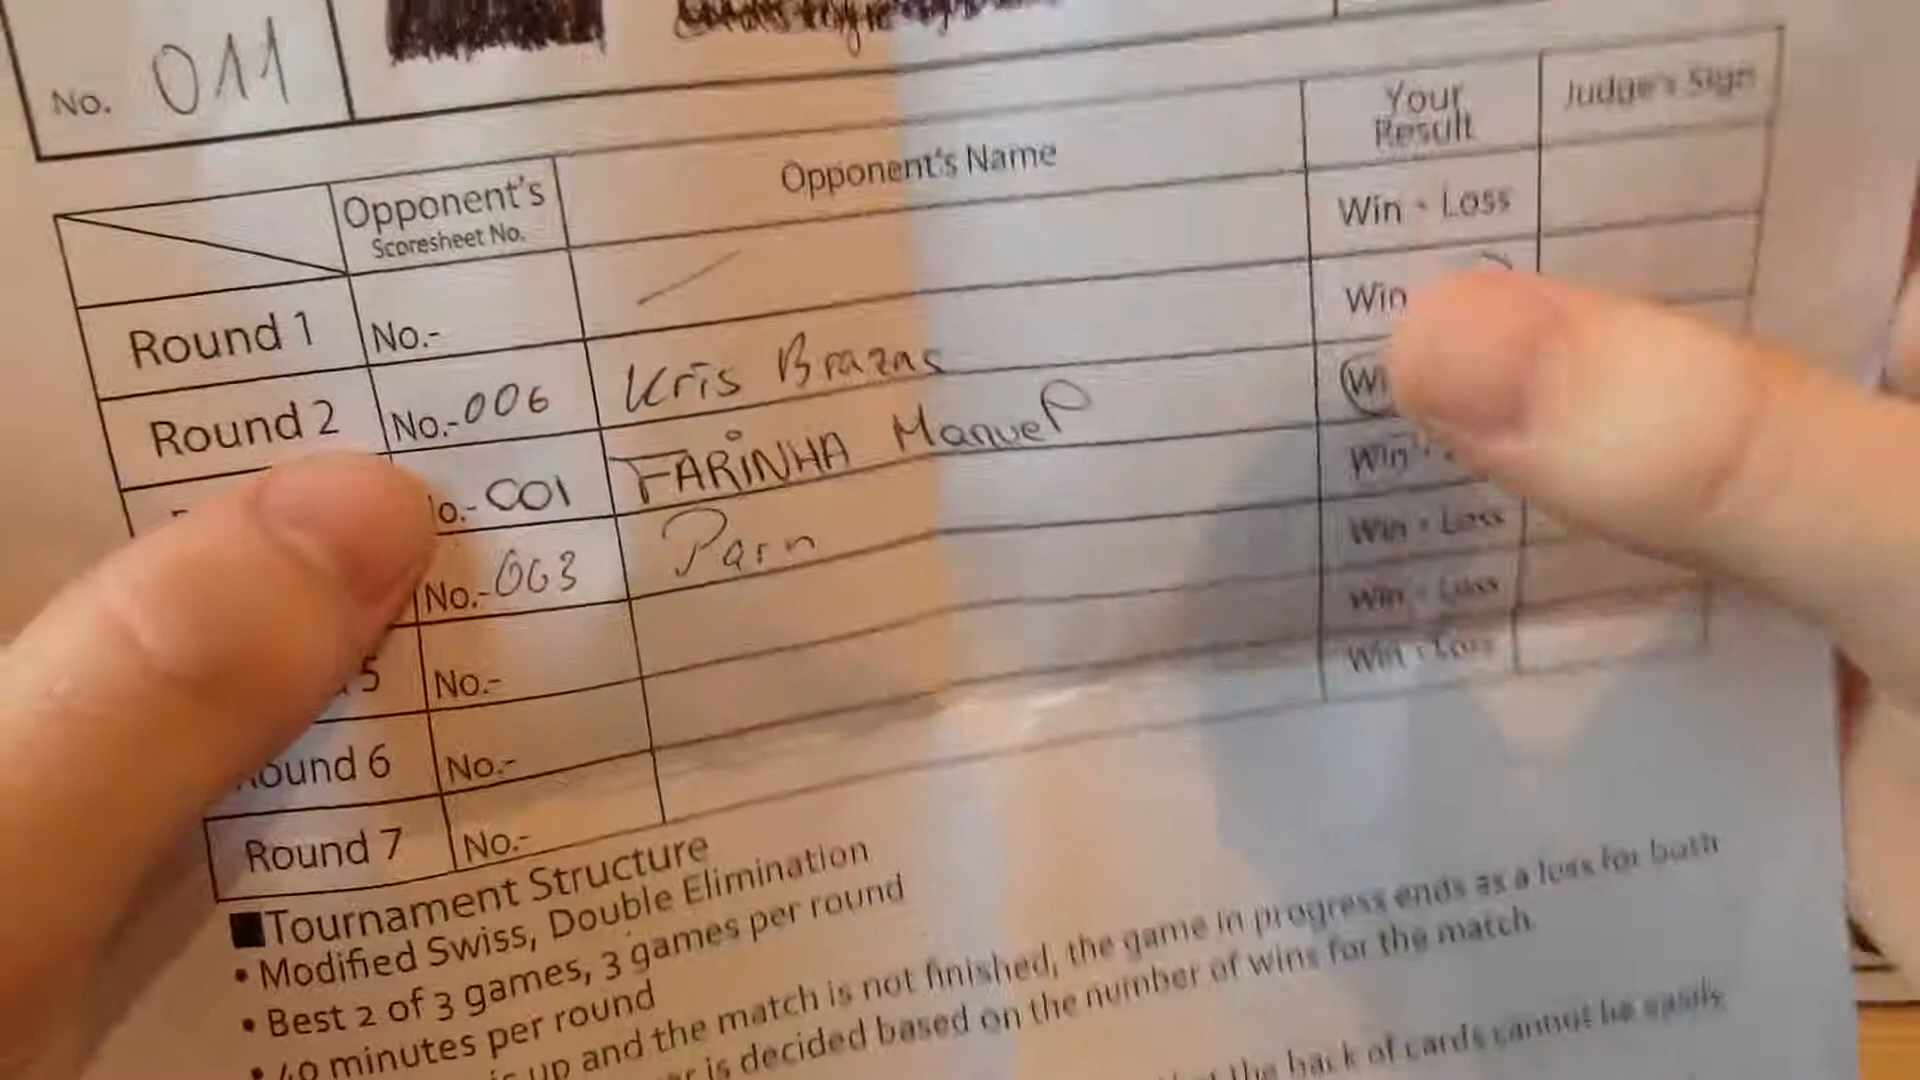 No. 011
Opponent's Scoresheet No. Opponent's Name Your Result Judge's Sign
Round 1 No.- Win - Loss
Round 2 No.-006 Kris Brazas Win
001 FARINHA Manuel
No.-003 Parn Win
5 No.- Win - Loss
Round 6 No.- Win - Loss
Round 7 No.- Win - Loss
■Tournament Structure
• Modified Swiss, Double Elimination
• Best 2 of 3 games, 3 games per round
• 40 minutes per round
up and the match is not finished, the game in progress ends as a loss for both
is decided based on the number of wins for the match.
the back of cards cannot be easily